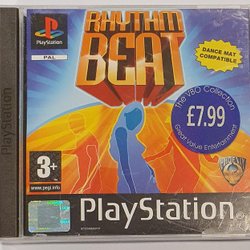 PlayStation
PAL
RHYTHM
BEAT
DANCE MAT
COMPATIBLE
The VBO Collection
£7.99
Great Value Entertainment
3+
www.pegi.info
PHOENIX
PlayStation
PlayStation